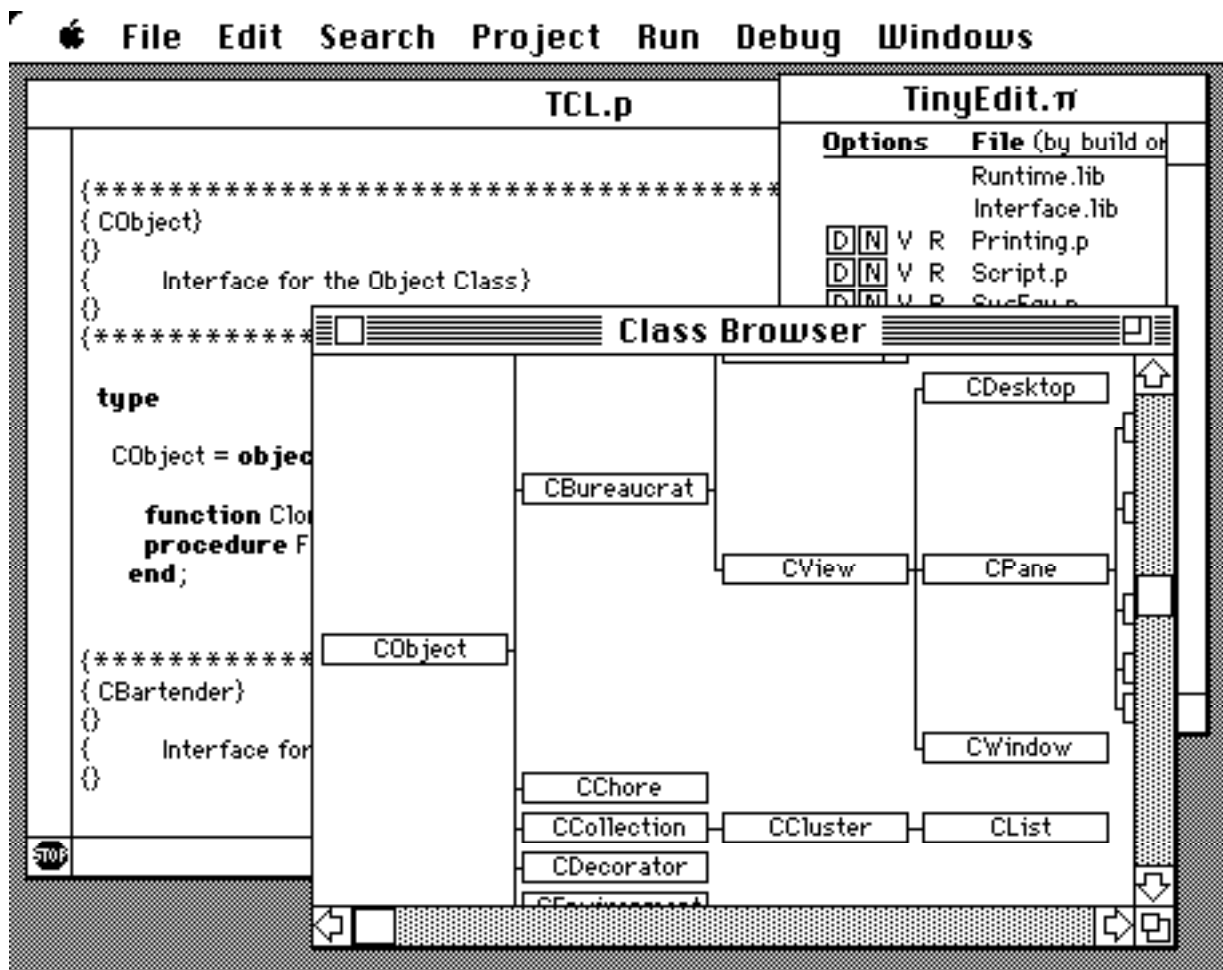 File Edit Search Project Run Debug Windows
TCL.p
{*************************************
{ CObject}
{}
{ Interface for the Object Class}
{}
{************
type
CObject = objec
function Clo
procedure F
end;
{************
{ CBartender}
{}
{ Interface for
{}
STOP
TinyEdit.π
Options File (by build or
Runtime.lib
Interface.lib
D N V R Printing.p
D N V R Script.p
D N V R
Class Browser
CDesktop
CBureaucrat
CView CPane
CObject
CWindow
CChore
CCollection CCluster CList
CDecorator
CEnvironment